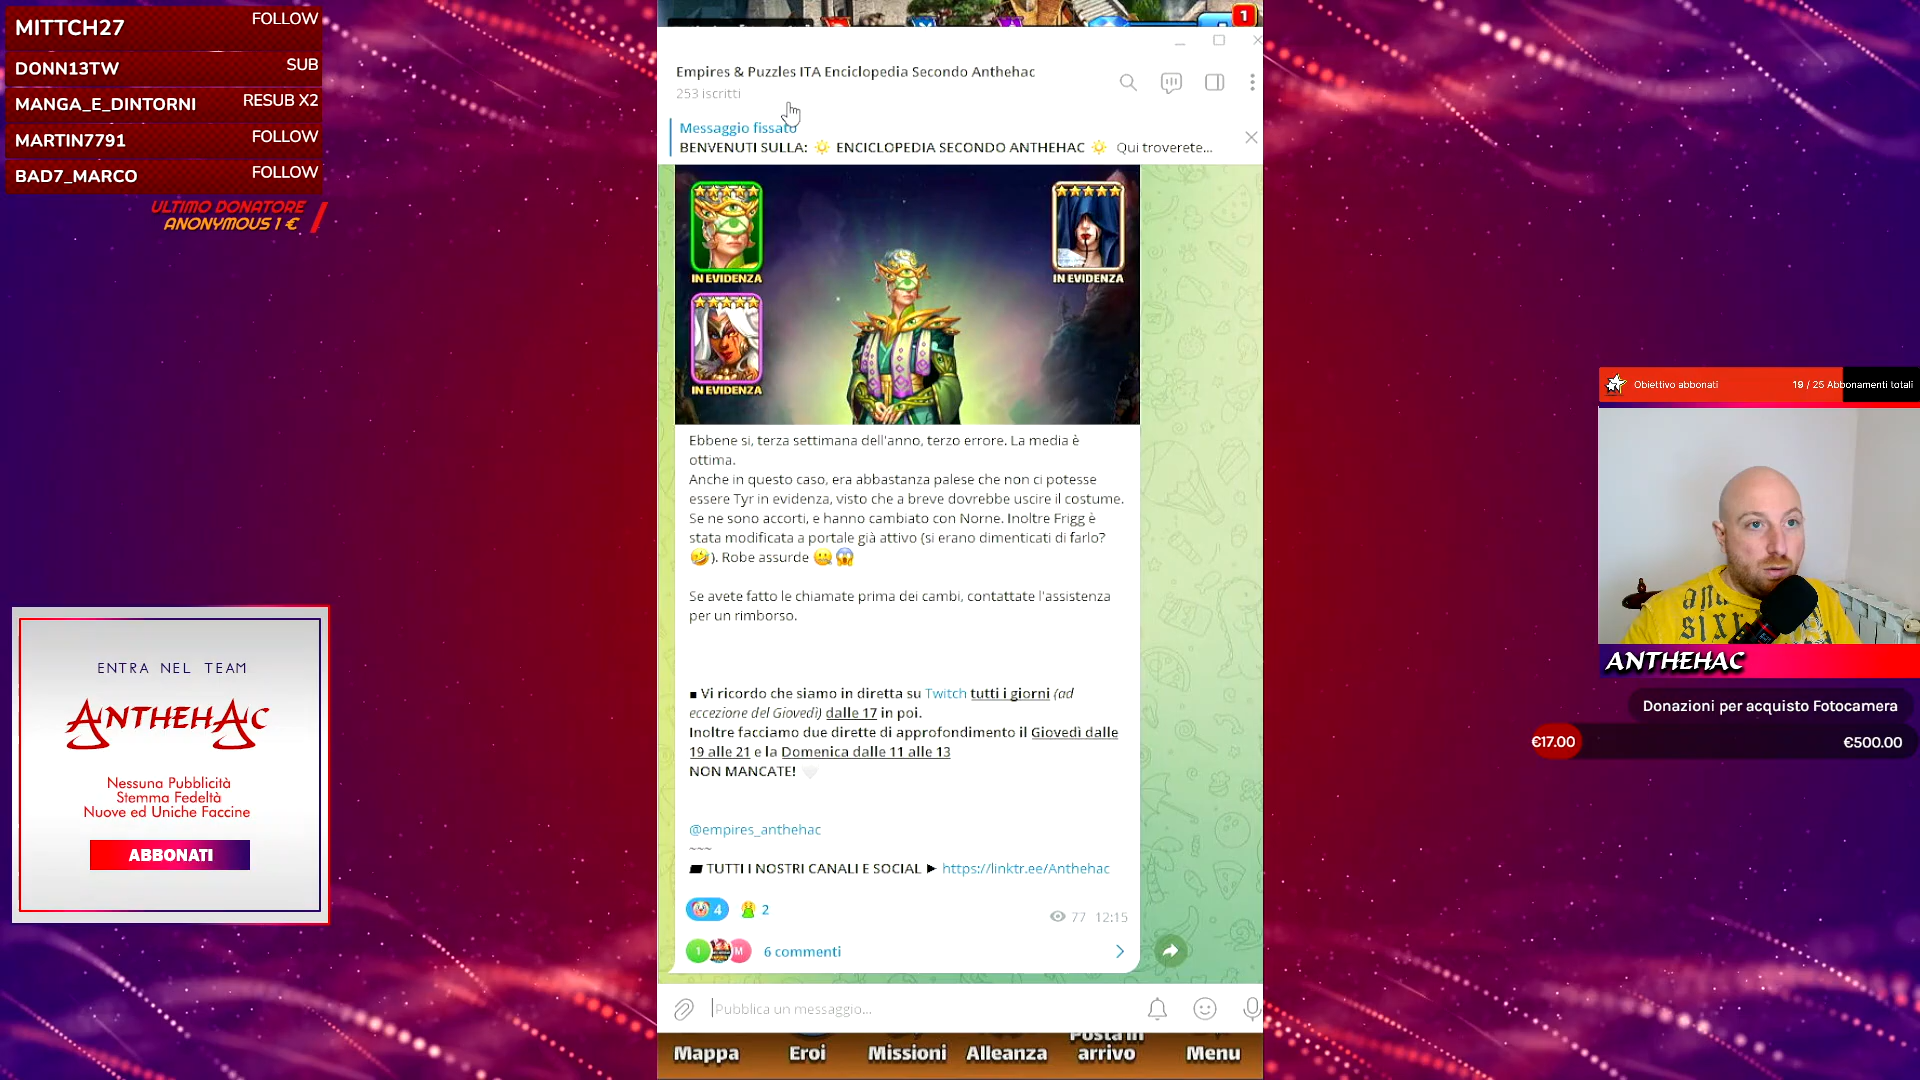 MITTCH27 FOLLOW
DONN13TW SUB
MANGA_E_DINTORNI RESUB X2
MARTIN7791 FOLLOW
BAD7_MARCO FOLLOW
ULTIMO DONATORE
ANONYMOUS 1 €
ENTRA NEL TEAM
ANTHEHAC
Nessuna Pubblicità
Stemma Fedeltà
Nuove ed Uniche Faccine
ABBONATI
1
Empires & Puzzles ITA Enciclopedia Secondo Anthehac
253 iscritti
Messaggio fissato
BENVENUTI SULLA: ☀️ ENCICLOPEDIA SECONDO ANTHEHAC ☀️ Qui troverete...
IN EVIDENZA
IN EVIDENZA
IN EVIDENZA
Ebbene si, terza settimana dell'anno, terzo errore. La media è
ottima.
Anche in questo caso, era abbastanza palese che non ci potesse
essere Tyr in evidenza, visto che a breve dovrebbe uscire il costume.
Se ne sono accorti, e hanno cambiato con Norne. Inoltre Frigg è
stata modificata a portale già attivo (si erano dimenticati di farlo?
🤣). Robe assurde 🤐😱
Se avete fatto le chiamate prima dei cambi, contattate l'assistenza
per un rimborso.
▪ Vi ricordo che siamo in diretta su Twitch tutti i giorni (ad
eccezione del Giovedì) dalle 17 in poi.
Inoltre facciamo due dirette di approfondimento il Giovedì dalle
19 alle 21 e la Domenica dalle 11 alle 13
NON MANCATE! 🤍
@empires_anthehac
~~~
TUTTI I NOSTRI CANALI E SOCIAL ► https://linktr.ee/Anthehac
🤡 4 🤮 2
77 12:15
1 M 6 commenti
Pubblica un messaggio...
Mappa Eroi Missioni Alleanza Posta in arrivo Menu
Obiettivo abbonati 19 / 25 Abbonamenti totali
ANTHEHAC
Donazioni per acquisto Fotocamera
€17.00 €500.00